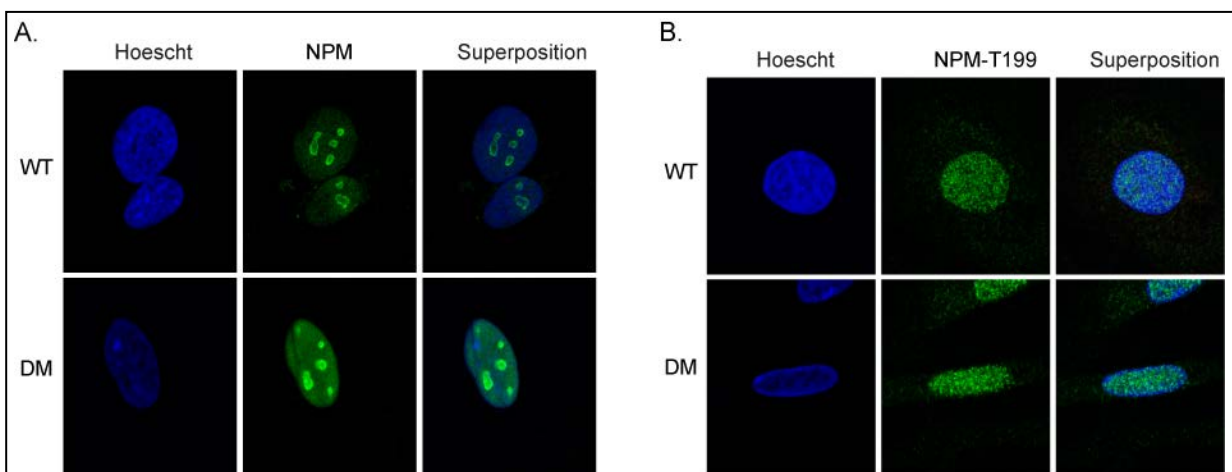 A.
Hoescht NPM Superposition
WT
DM
B.
Hoescht NPM-T199 Superposition
WT
DM